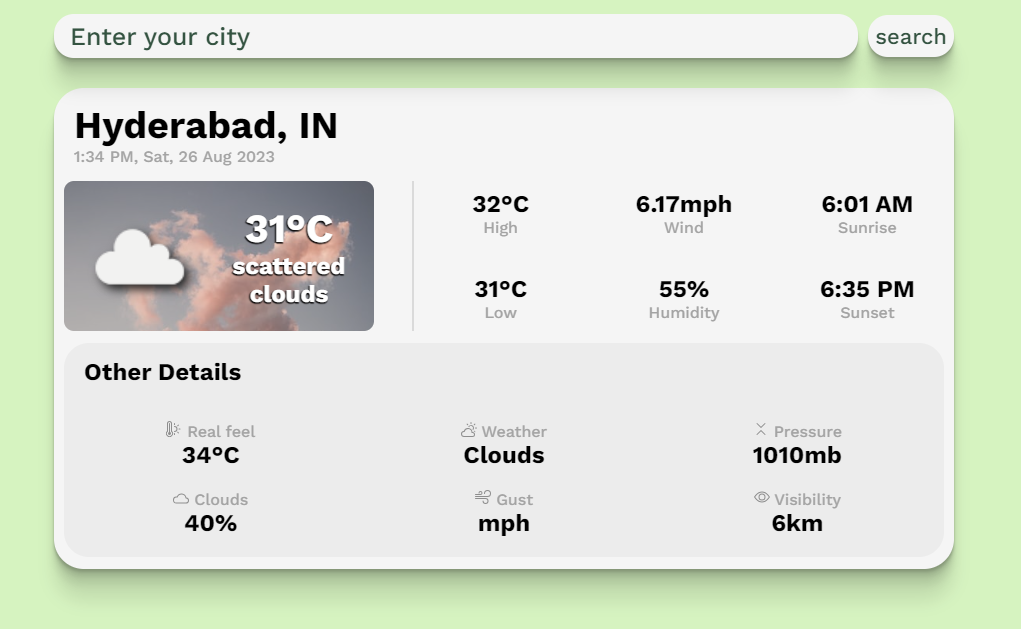 Enter your city
search
Hyderabad, IN
1:34 PM, Sat, 26 Aug 2023
31°C
scattered
clouds
32°C
High
6.17mph
Wind
6:01 AM
Sunrise
31°C
Low
55%
Humidity
6:35 PM
Sunset
Other Details
Real feel
34°C
Weather
Clouds
Pressure
1010mb
Clouds
40%
Gust
mph
Visibility
6km